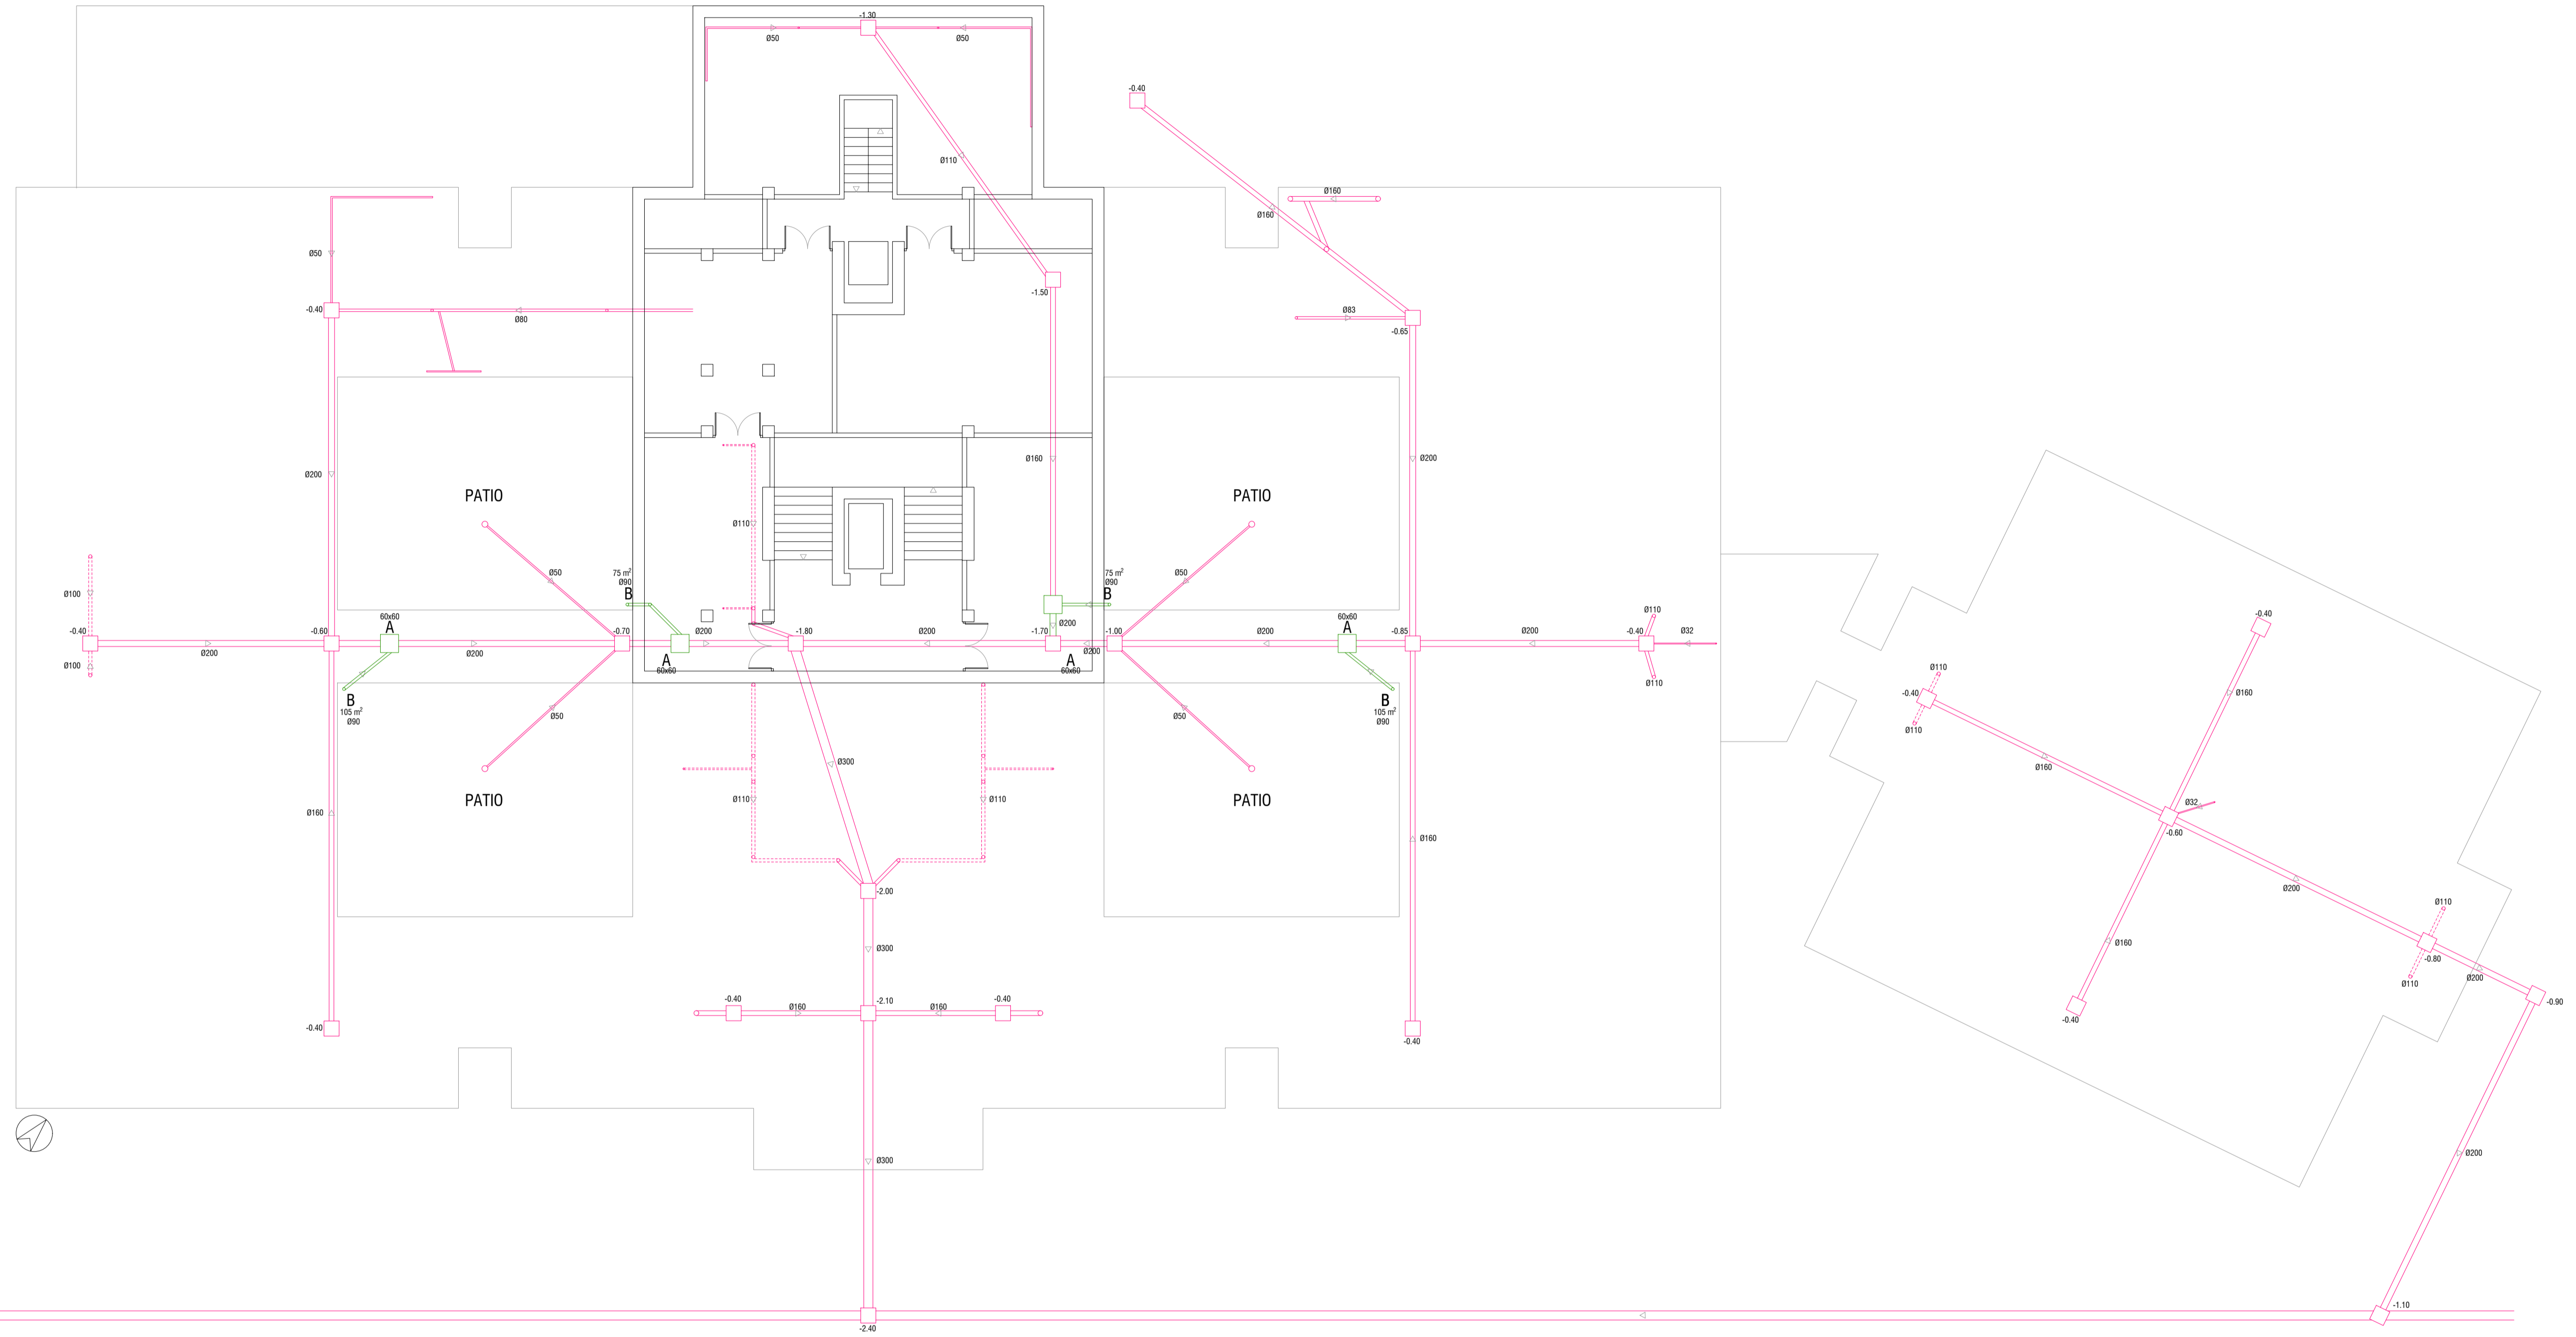 -1.30
Ø50
Ø50
-0.40
Ø110
Ø160
Ø160
Ø50
-1.50
-0.40
Ø80
Ø83
-0.65
Ø200
Ø160
Ø200
PATIO
PATIO
Ø110
Ø50
75 m²
Ø90
B
75 m²
Ø90
B
Ø50
Ø100
60x60
A
60x60
A
Ø110
-0.40
-0.60
-0.70
Ø200
-1.80
Ø200
-1.70
Ø200
-1.00
Ø200
-0.85
Ø200
-0.40
Ø32
-0.40
Ø200
Ø200
Ø200
Ø100
A
60x60
A
60x60
Ø110
Ø110
B
105 m²
Ø90
Ø50
Ø50
B
105 m²
Ø90
-0.40
Ø160
Ø110
Ø300
Ø160
PATIO
Ø110
Ø110
PATIO
Ø32
Ø160
Ø160
-0.60
-2.00
Ø200
Ø110
Ø300
Ø160
-0.80
Ø200
Ø110
-0.40
Ø160
-2.10
Ø160
-0.40
-0.90
-0.40
-0.40
-0.40
Ø300
Ø200
-1.10
-2.40